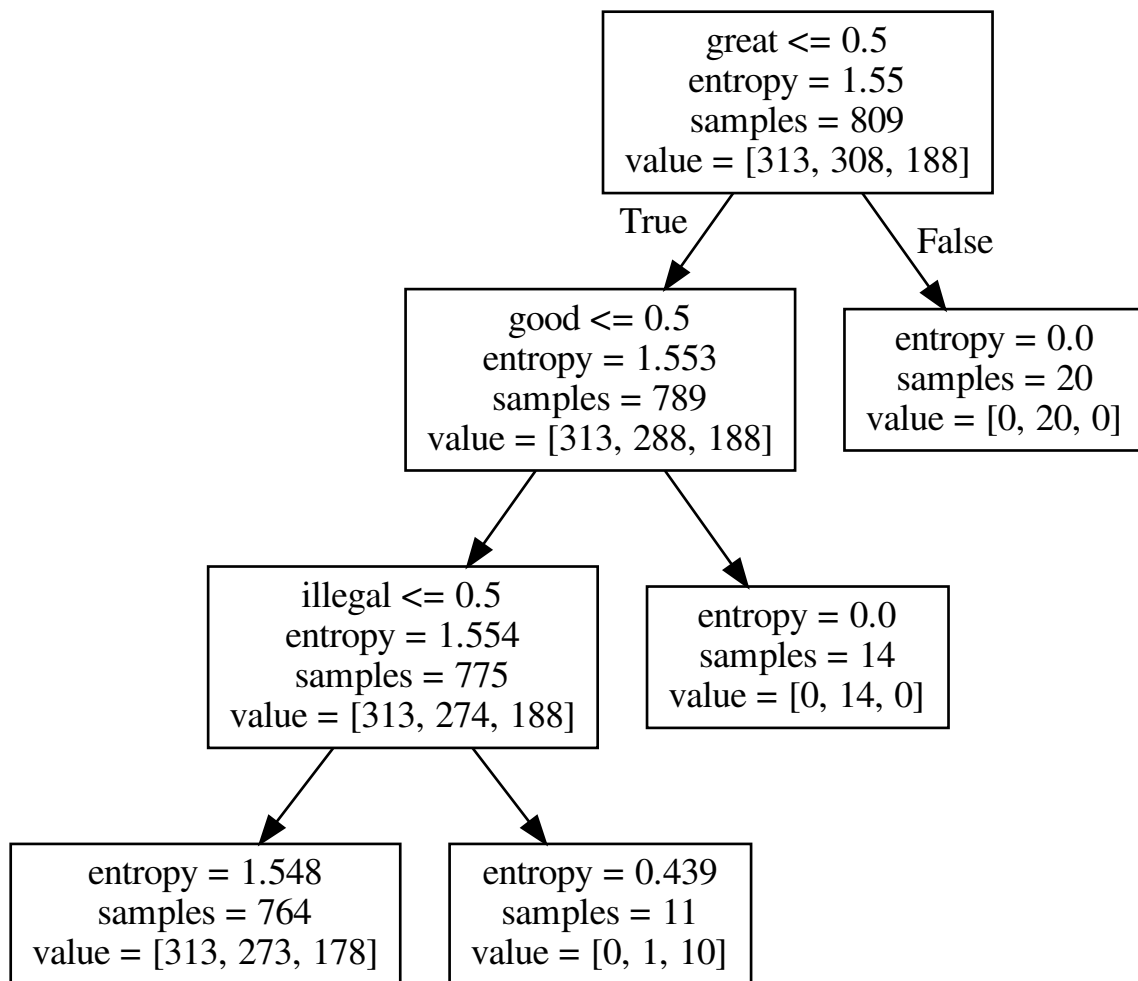 great <= 0.5
entropy = 1.55
samples = 809
value = [313, 308, 188]
True
False
good <= 0.5
entropy = 1.553
samples = 789
value = [313, 288, 188]
entropy = 0.0
samples = 20
value = [0, 20, 0]
illegal <= 0.5
entropy = 1.554
samples = 775
value = [313, 274, 188]
entropy = 0.0
samples = 14
value = [0, 14, 0]
entropy = 1.548
samples = 764
value = [313, 273, 178]
entropy = 0.439
samples = 11
value = [0, 1, 10]